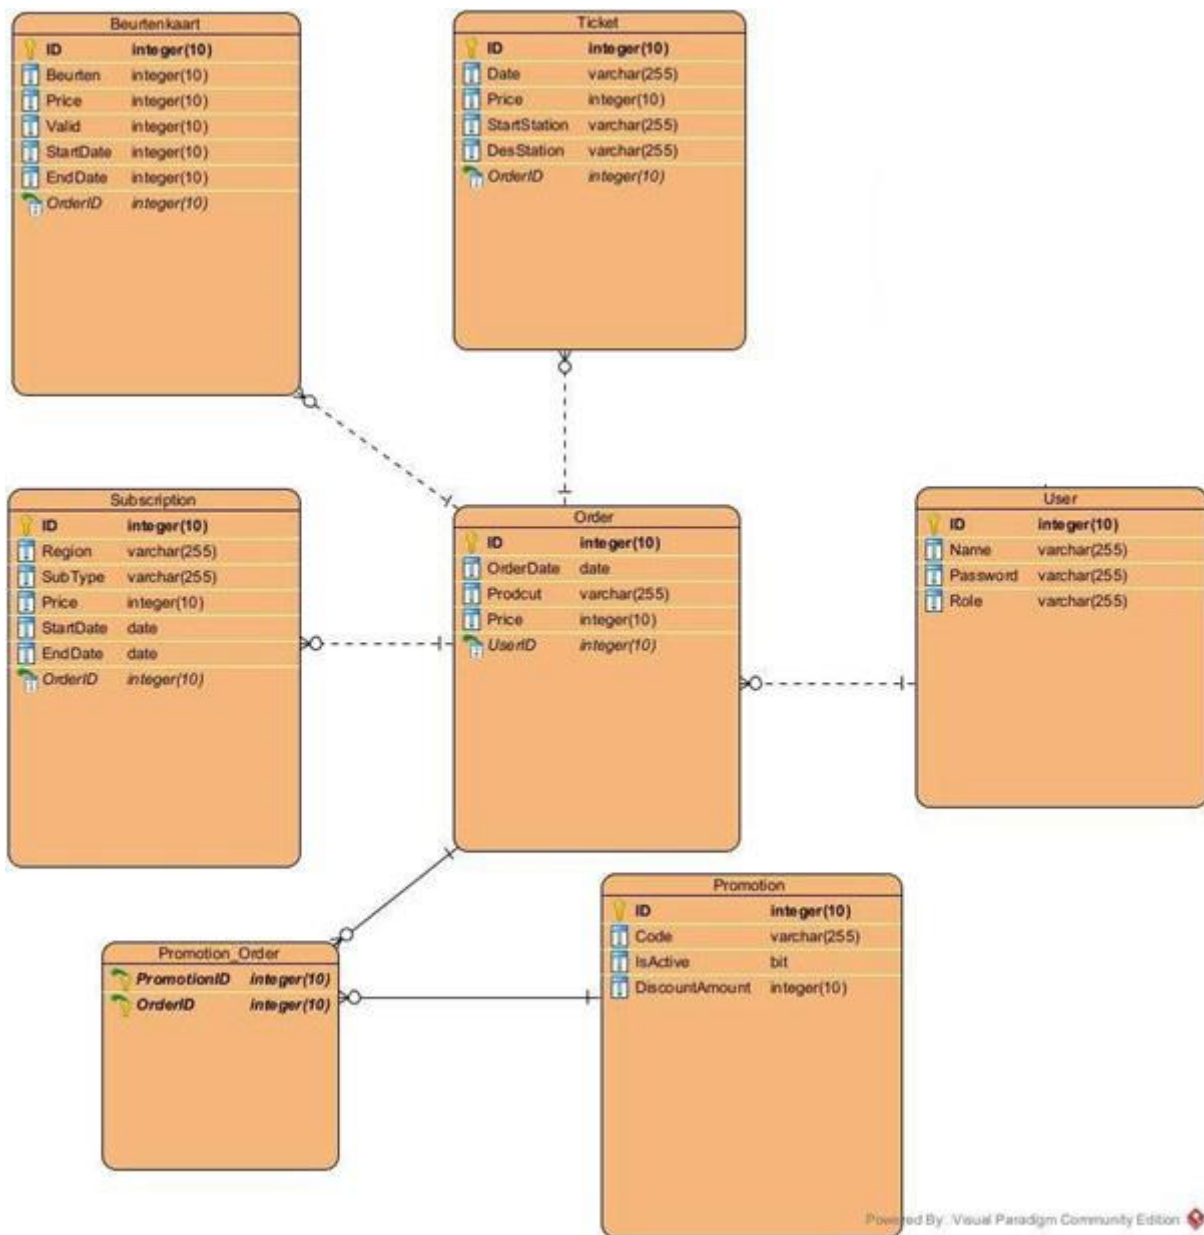 Beurtenkaart
ID integer(10)
Beurten integer(10)
Price integer(10)
Valid integer(10)
StartDate integer(10)
EndDate integer(10)
OrderID integer(10)
Ticket
ID integer(10)
Date varchar(255)
Price integer(10)
StartStation varchar(255)
DesStation varchar(255)
OrderID integer(10)
Subscription
ID integer(10)
Region varchar(255)
SubType varchar(255)
Price integer(10)
StartDate date
EndDate date
OrderID integer(10)
Order
ID integer(10)
OrderDate date
Prodcut varchar(255)
Price integer(10)
UserID integer(10)
User
ID integer(10)
Name varchar(255)
Password varchar(255)
Role varchar(255)
Promotion_Order
PromotionID integer(10)
OrderID integer(10)
Promotion
ID integer(10)
Code varchar(255)
IsActive bit
DiscountAmount integer(10)
Powered By: Visual Paradigm Community Edition